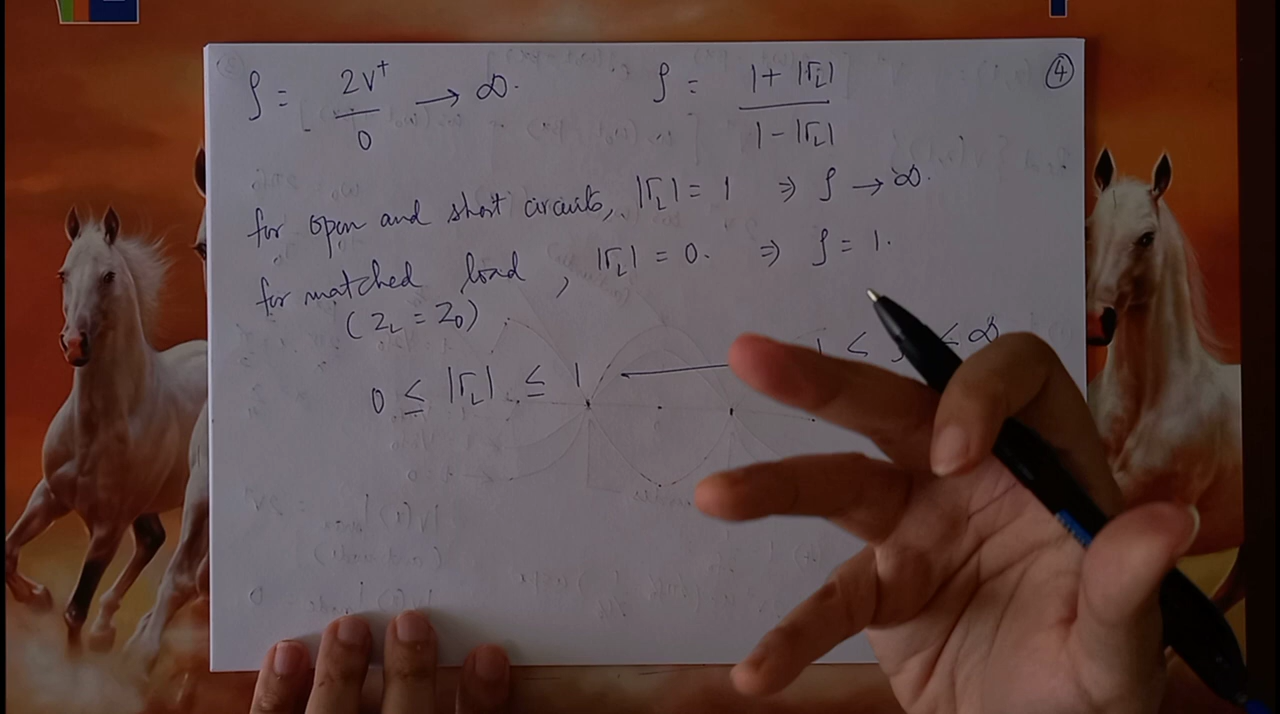 ρ = 2V⁺/0 → ∞. ρ = 1 + |Γ_L| / 1 - |Γ_L| ④
for open and short circuits, |Γ_L| = 1 ⇒ ρ → ∞.
for matched load, |Γ_L| = 0. ⇒ ρ = 1.
(Z_L = Z_0)
0 ≤ |Γ_L| ≤ 1 1 < ρ < ∞